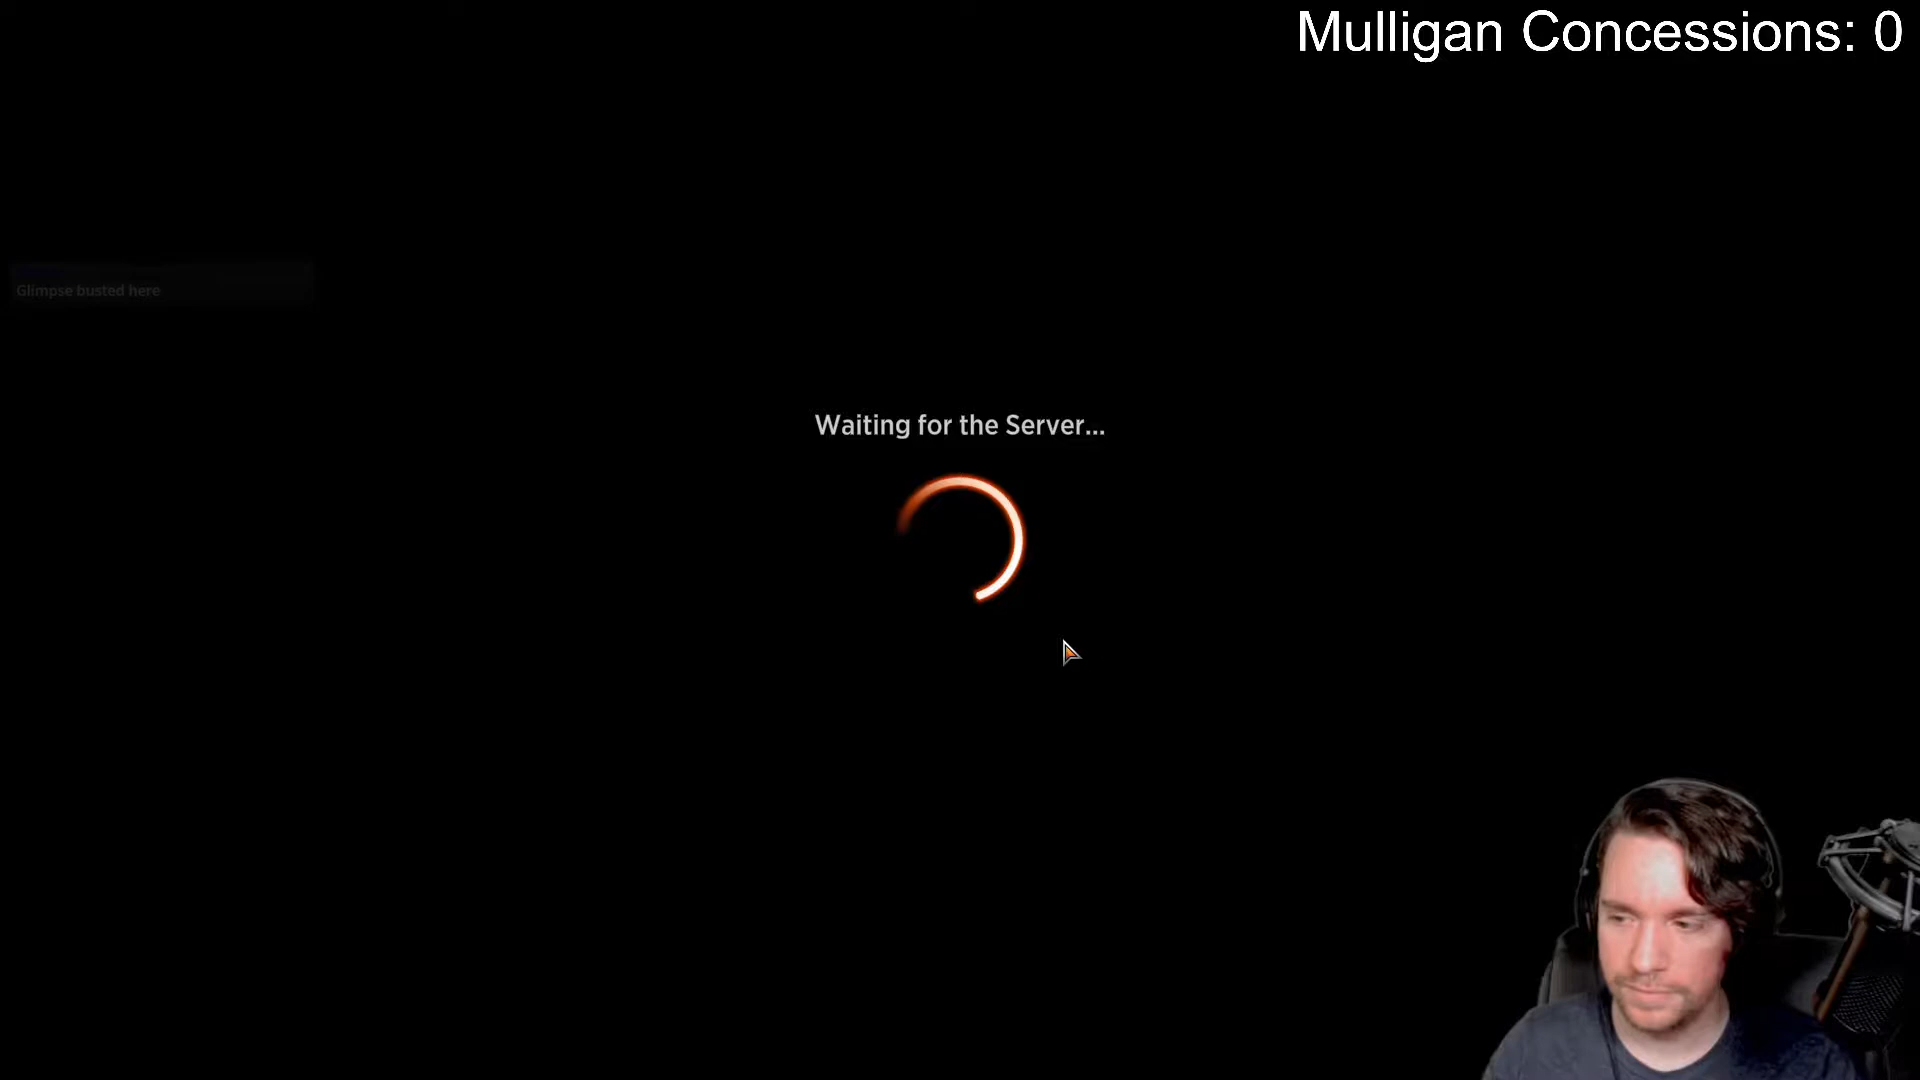 Mulligan Concessions: 0
Glimpse busted here
Waiting for the Server...